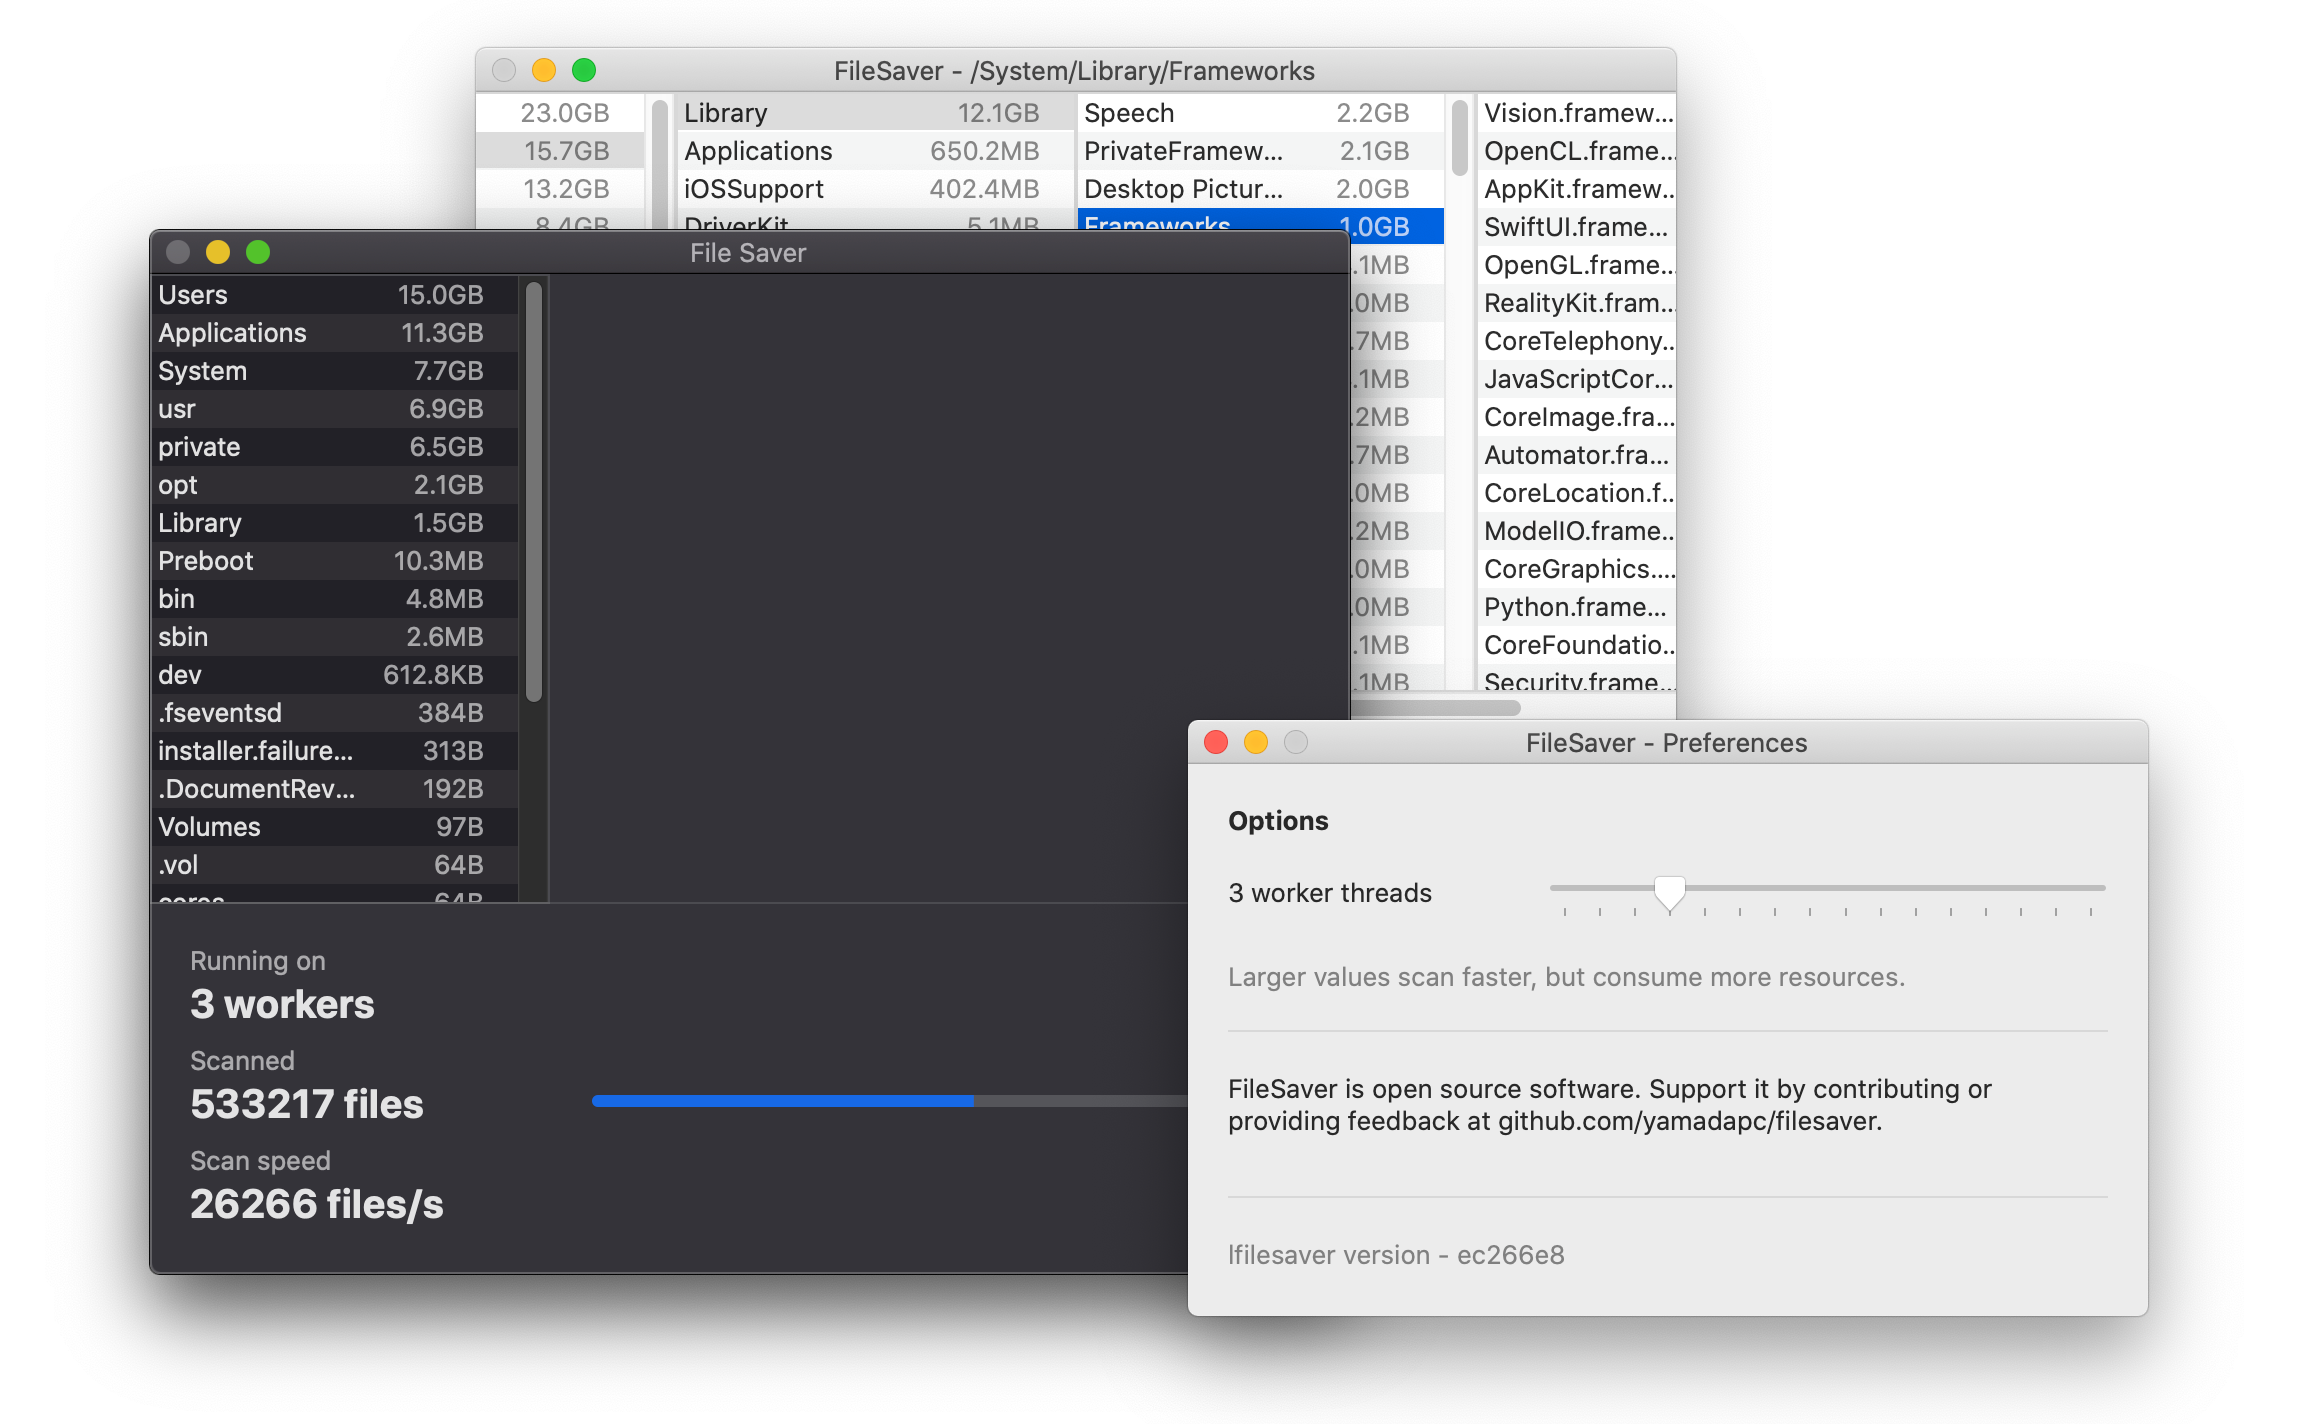 FileSaver - /System/Library/Frameworks
23.0GB
15.7GB
13.2GB
8.4GB
Library 12.1GB
Applications 650.2MB
iOSSupport 402.4MB
DriverKit 5.1MB
Speech 2.2GB
PrivateFramew... 2.1GB
Desktop Pictur... 2.0GB
Frameworks 1.0GB
.1MB
.0MB
.7MB
.1MB
.2MB
.7MB
.0MB
.2MB
.0MB
.0MB
.1MB
.1MB
Vision.framew...
OpenCL.frame...
AppKit.framew...
SwiftUI.frame...
OpenGL.frame...
RealityKit.fram...
CoreTelephony...
JavaScriptCor...
CoreImage.fra...
Automator.fra...
CoreLocation.f...
ModelIO.frame...
CoreGraphics....
Python.frame...
CoreFoundatio...
Security.frame...
File Saver
Users 15.0GB
Applications 11.3GB
System 7.7GB
usr 6.9GB
private 6.5GB
opt 2.1GB
Library 1.5GB
Preboot 10.3MB
bin 4.8MB
sbin 2.6MB
dev 612.8KB
.fseventsd 384B
installer.failure... 313B
.DocumentRev... 192B
Volumes 97B
.vol 64B
cores 64B
Running on
3 workers
Scanned
533217 files
Scan speed
26266 files/s
FileSaver - Preferences
Options
3 worker threads
Larger values scan faster, but consume more resources.
FileSaver is open source software. Support it by contributing or
providing feedback at github.com/yamadapc/filesaver.
lfilesaver version - ec266e8